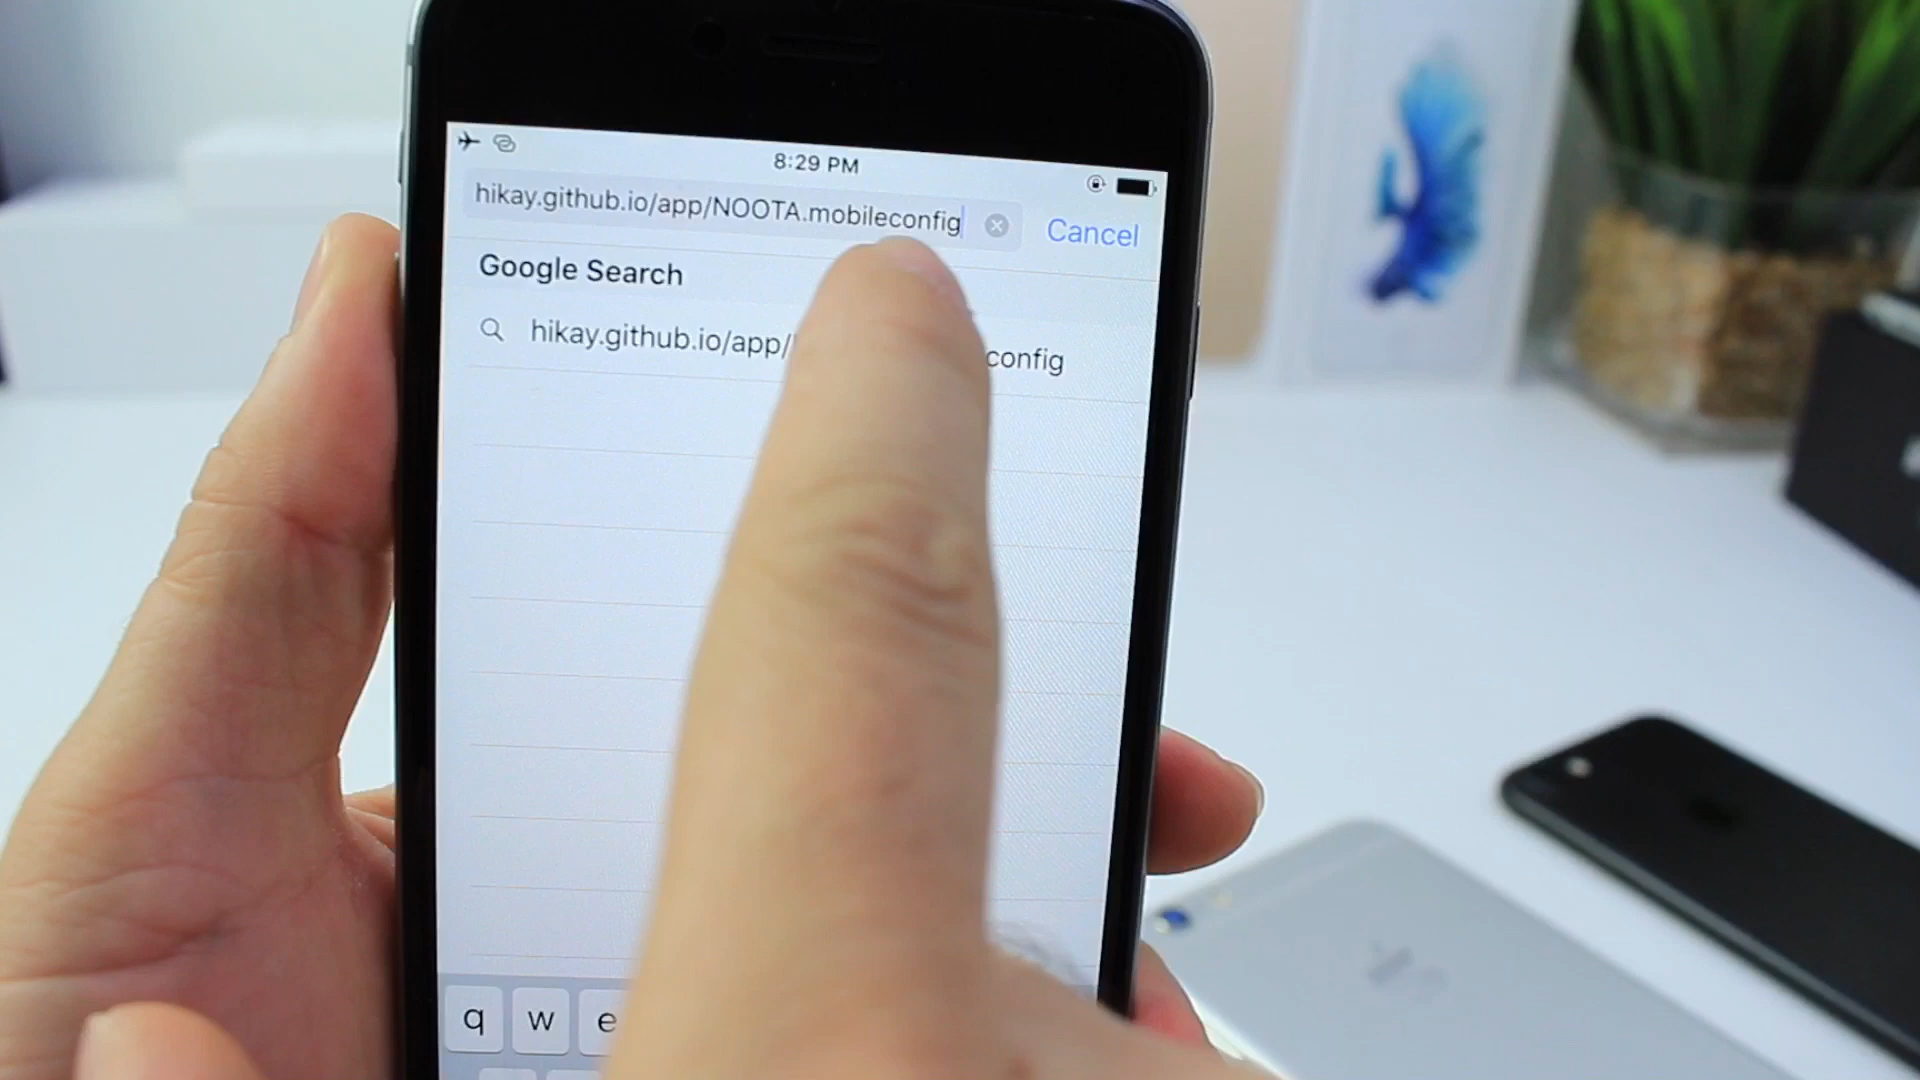 8:29 PM
hikay.github.io/app/NOOTA.mobileconfig
Cancel
Google Search
hikay.github.io/app/ config
q w e